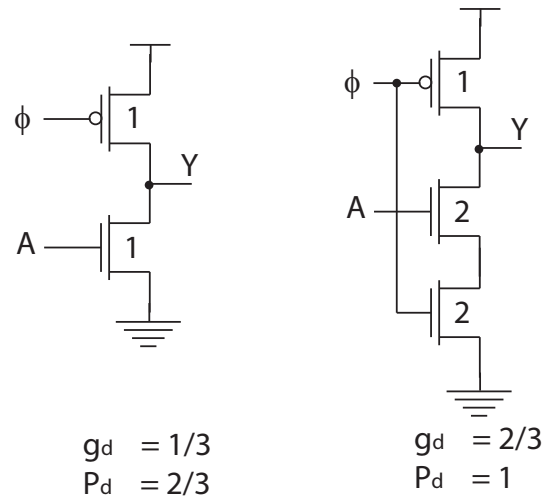 ϕ
1
Y
A
1
gd = 1/3
Pd = 2/3
ϕ
1
Y
A
2
2
gd = 2/3
Pd = 1